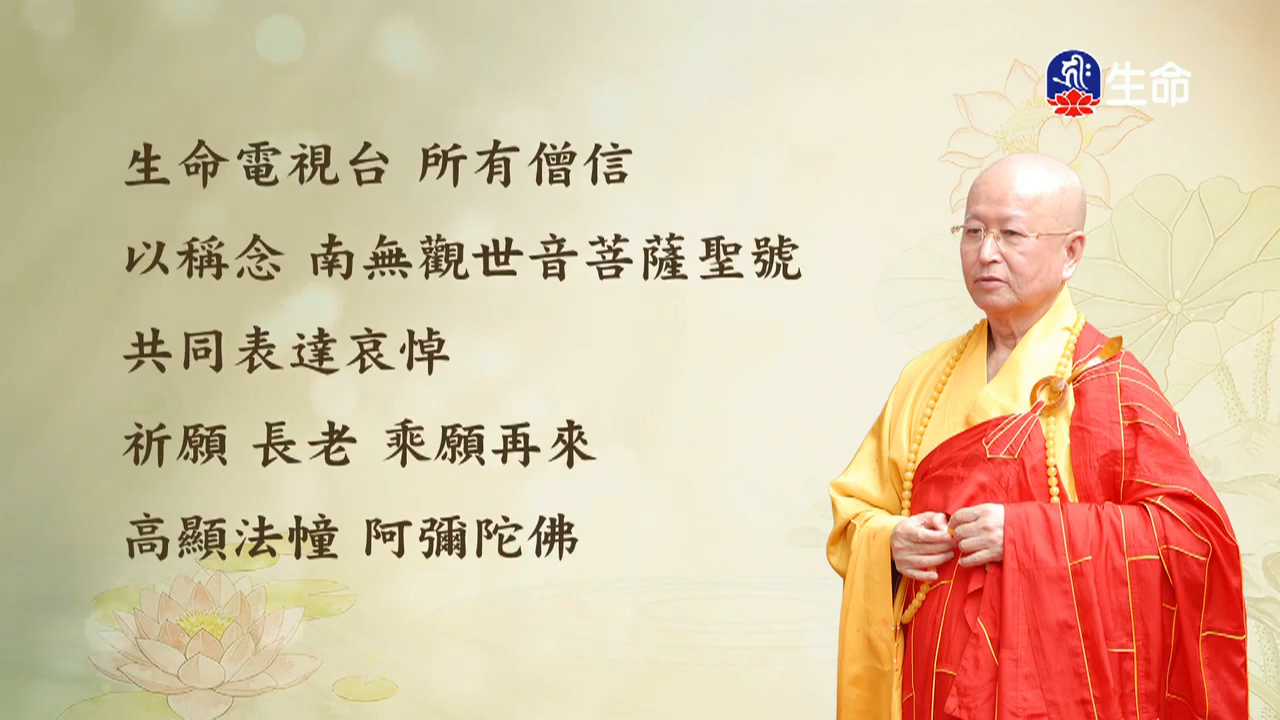 生命
生命電視台 所有僧信
以稱念 南無觀世音菩薩聖號
共同表達哀悼
祈願 長老 乘願再來
高顯法幢 阿彌陀佛